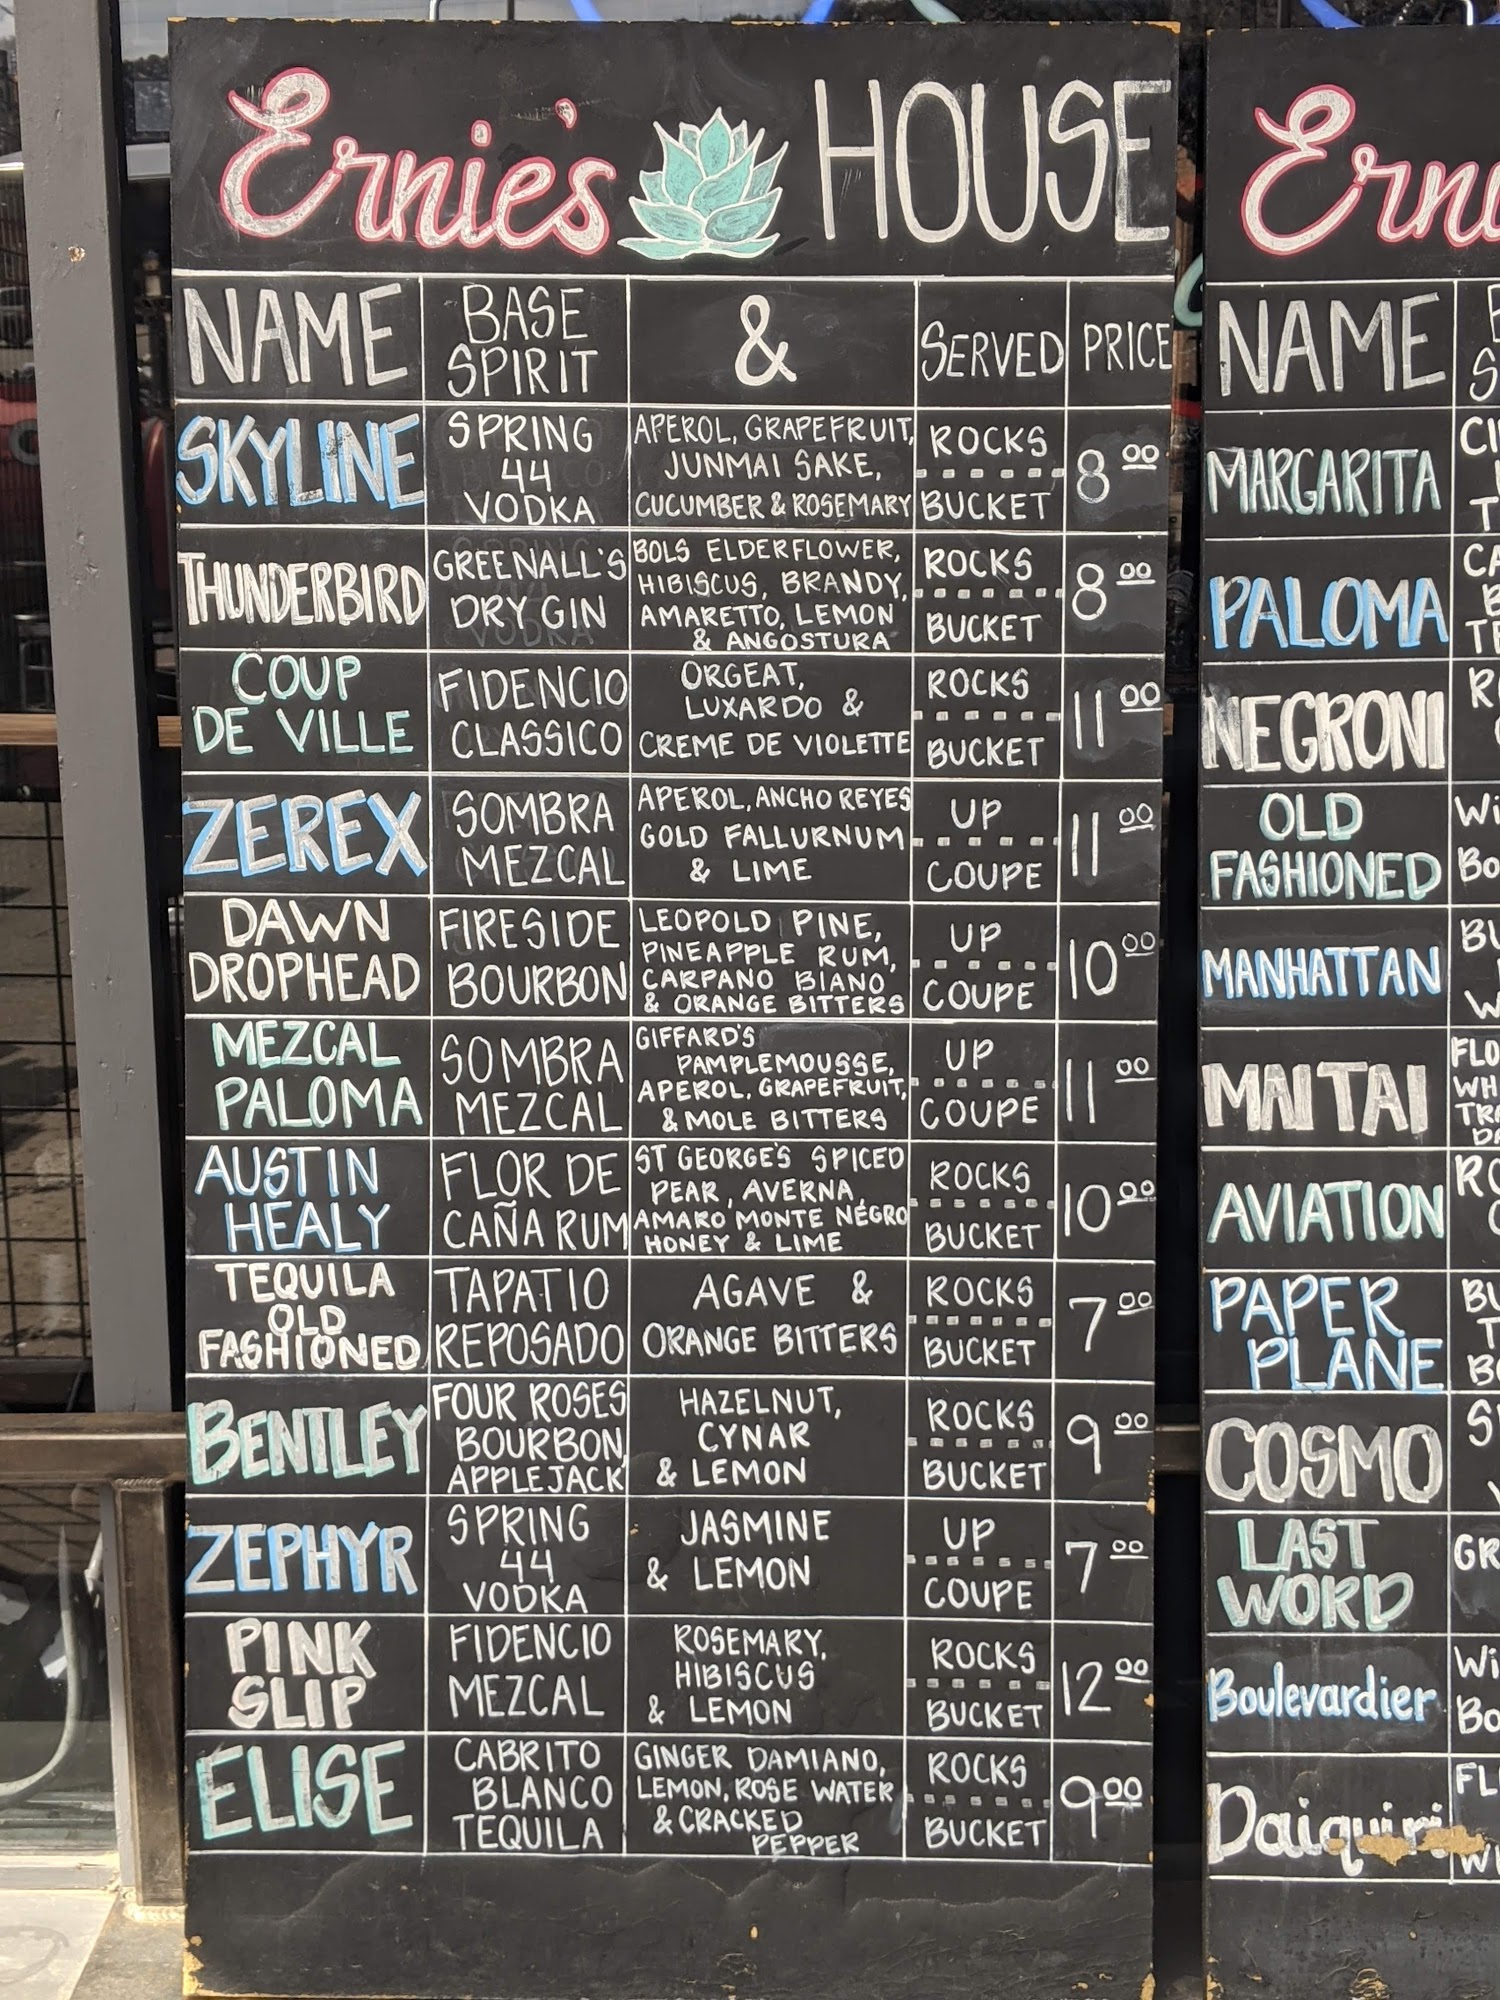 Ernie's HOUSE
NAME
BASE
SPIRIT
&
SERVED
PRICE
SKYLINE
SPRING
44
VODKA
APEROL, GRAPEFRUIT,
JUNMAI SAKE,
CUCUMBER & ROSEMARY
ROCKS
BUCKET
8 00
THUNDERBIRD
GREENALL'S
DRY GIN
BOLS ELDERFLOWER,
HIBISCUS, BRANDY,
AMARETTO, LEMON
& ANGOSTURA
ROCKS
BUCKET
8 00
COUP
DE VILLE
FIDENCIO
CLASSICO
ORGEAT,
LUXARDO &
CREME DE VIOLETTE
ROCKS
BUCKET
11 00
ZEREX
SOMBRA
MEZCAL
APEROL, ANCHO REYES
GOLD FALLURNUM
& LIME
UP
COUPE
11 00
DAWN
DROPHEAD
FIRESIDE
BOURBON
LEOPOLD PINE,
PINEAPPLE RUM,
CARPANO BIANO
& ORANGE BITTERS
UP
COUPE
10 00
MEZCAL
PALOMA
SOMBRA
MEZCAL
GIFFARD'S
PAMPLEMOUSSE,
APEROL, GRAPEFRUIT,
& MOLE BITTERS
UP
COUPE
11 00
AUSTIN
HEALY
FLOR DE
CAÑA RUM
ST GEORGE'S SPICED
PEAR, AVERNA,
AMARO MONTE NEGRO
HONEY & LIME
ROCKS
BUCKET
10 00
TEQUILA
OLD
FASHIONED
TAPATIO
REPOSADO
AGAVE &
ORANGE BITTERS
ROCKS
BUCKET
7 00
BENTLEY
FOUR ROSES
BOURBON,
APPLEJACK
HAZELNUT,
CYNAR
& LEMON
ROCKS
BUCKET
9 00
ZEPHYR
SPRING
44
VODKA
JASMINE
& LEMON
UP
COUPE
7 00
PINK
SLIP
FIDENCIO
MEZCAL
ROSEMARY,
HIBISCUS
& LEMON
ROCKS
BUCKET
12 00
ELISE
CABRITO
BLANCO
TEQUILA
GINGER DAMIANO,
LEMON, ROSE WATER
& CRACKED
PEPPER
ROCKS
BUCKET
9 00
NAME
MARGARITA
PALOMA
NEGRONI
OLD
FASHIONED
MANHATTAN
MAI TAI
AVIATION
PAPER
PLANE
COSMO
LAST
WORD
Boulevardier
Daiquiri